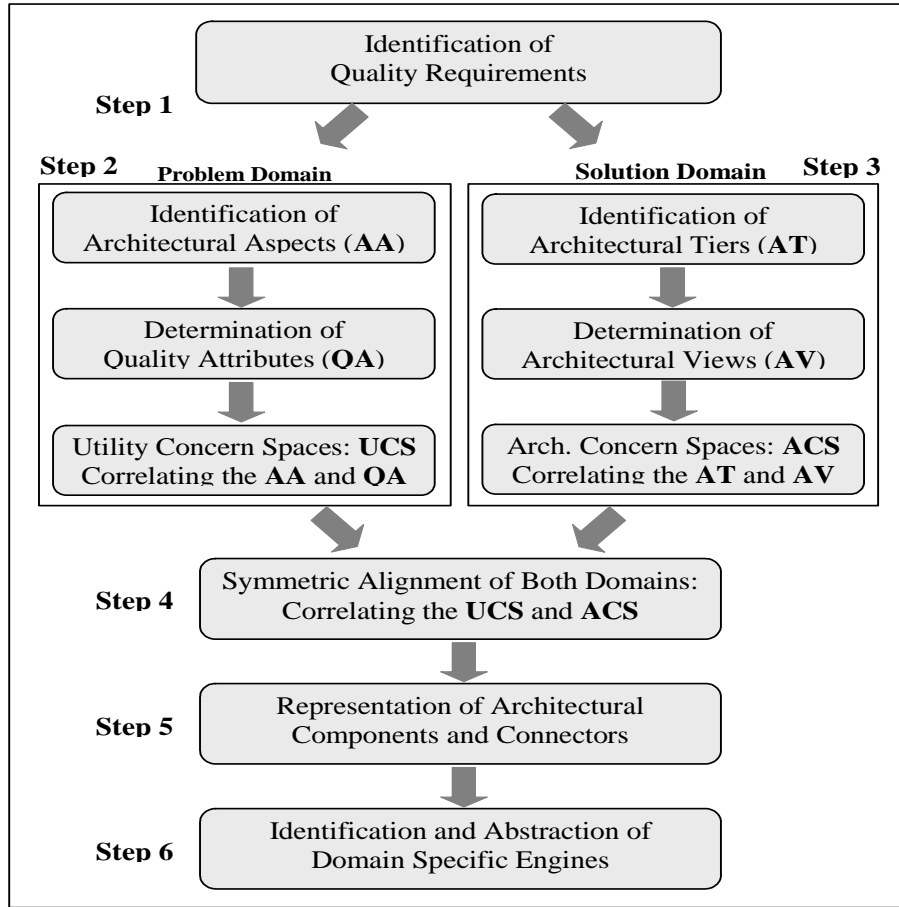 Identification of
Quality Requirements
Step 1
Step 2
Problem Domain
Identification of
Architectural Aspects (AA)
Determination of
Quality Attributes (QA)
Utility Concern Spaces: UCS
Correlating the AA and QA
Solution Domain
Step 3
Identification of
Architectural Tiers (AT)
Determination of
Architectural Views (AV)
Arch. Concern Spaces: ACS
Correlating the AT and AV
Step 4
Symmetric Alignment of Both Domains:
Correlating the UCS and ACS
Step 5
Representation of Architectural
Components and Connectors
Step 6
Identification and Abstraction of
Domain Specific Engines